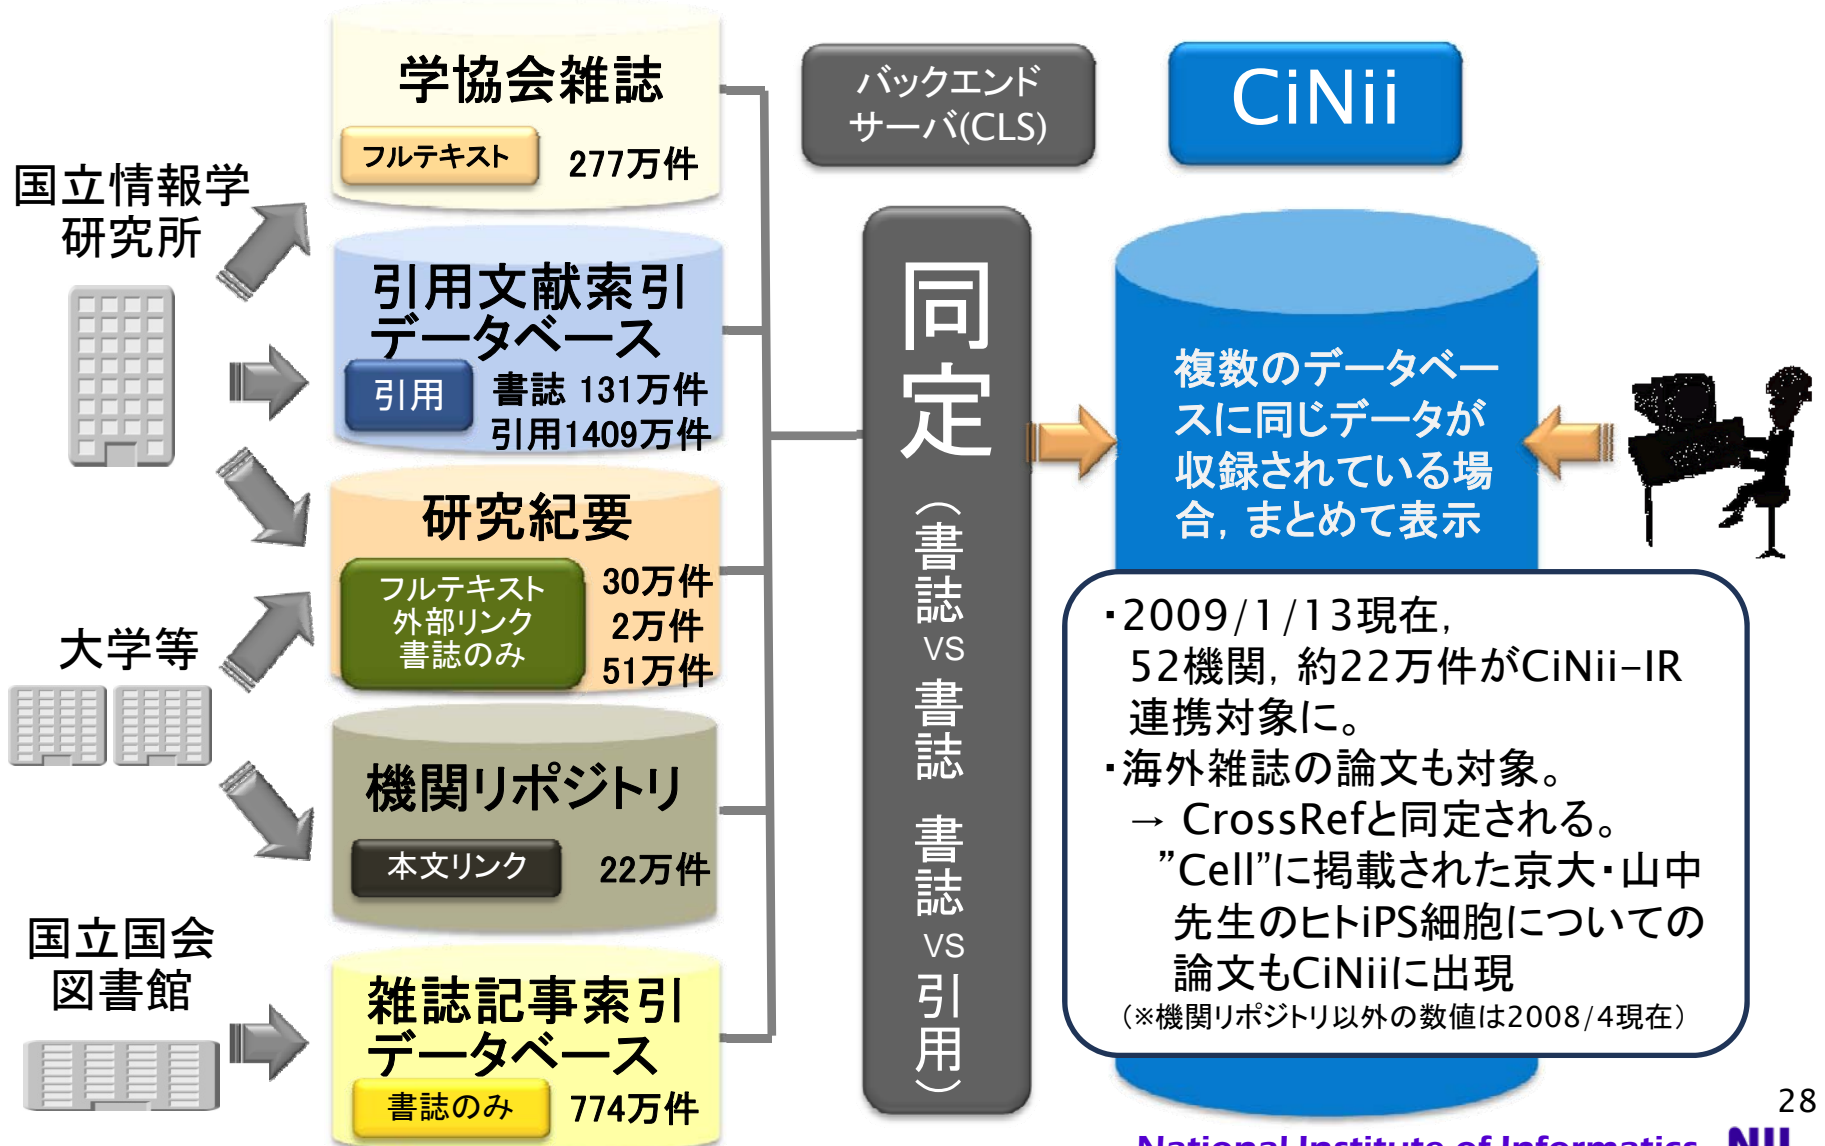 国立情報学
研究所
大学等
国立国会
図書館
学協会雑誌
フルテキスト 277万件
引用文献索引
データベース
引用
書誌 131万件
引用1409万件
研究紀要
フルテキスト 30万件
外部リンク 2万件
書誌のみ 51万件
機関リポジトリ
本文リンク 22万件
雑誌記事索引
データベース
書誌のみ 774万件
バックエンド
サーバ(CLS)
同定
（書誌 VS 書誌 書誌 VS 引用）
CiNii
複数のデータベー
スに同じデータが
収録されている場
合, まとめて表示
・2009/1/13現在,
52機関, 約22万件がCiNii-IR
連携対象に。
・海外雑誌の論文も対象。
→ CrossRefと同定される。
”Cell”に掲載された京大・山中
先生のヒトiPS細胞についての
論文もCiNiiに出現
（※機関リポジトリ以外の数値は2008/4現在）
28
National Institute of Informatics NII